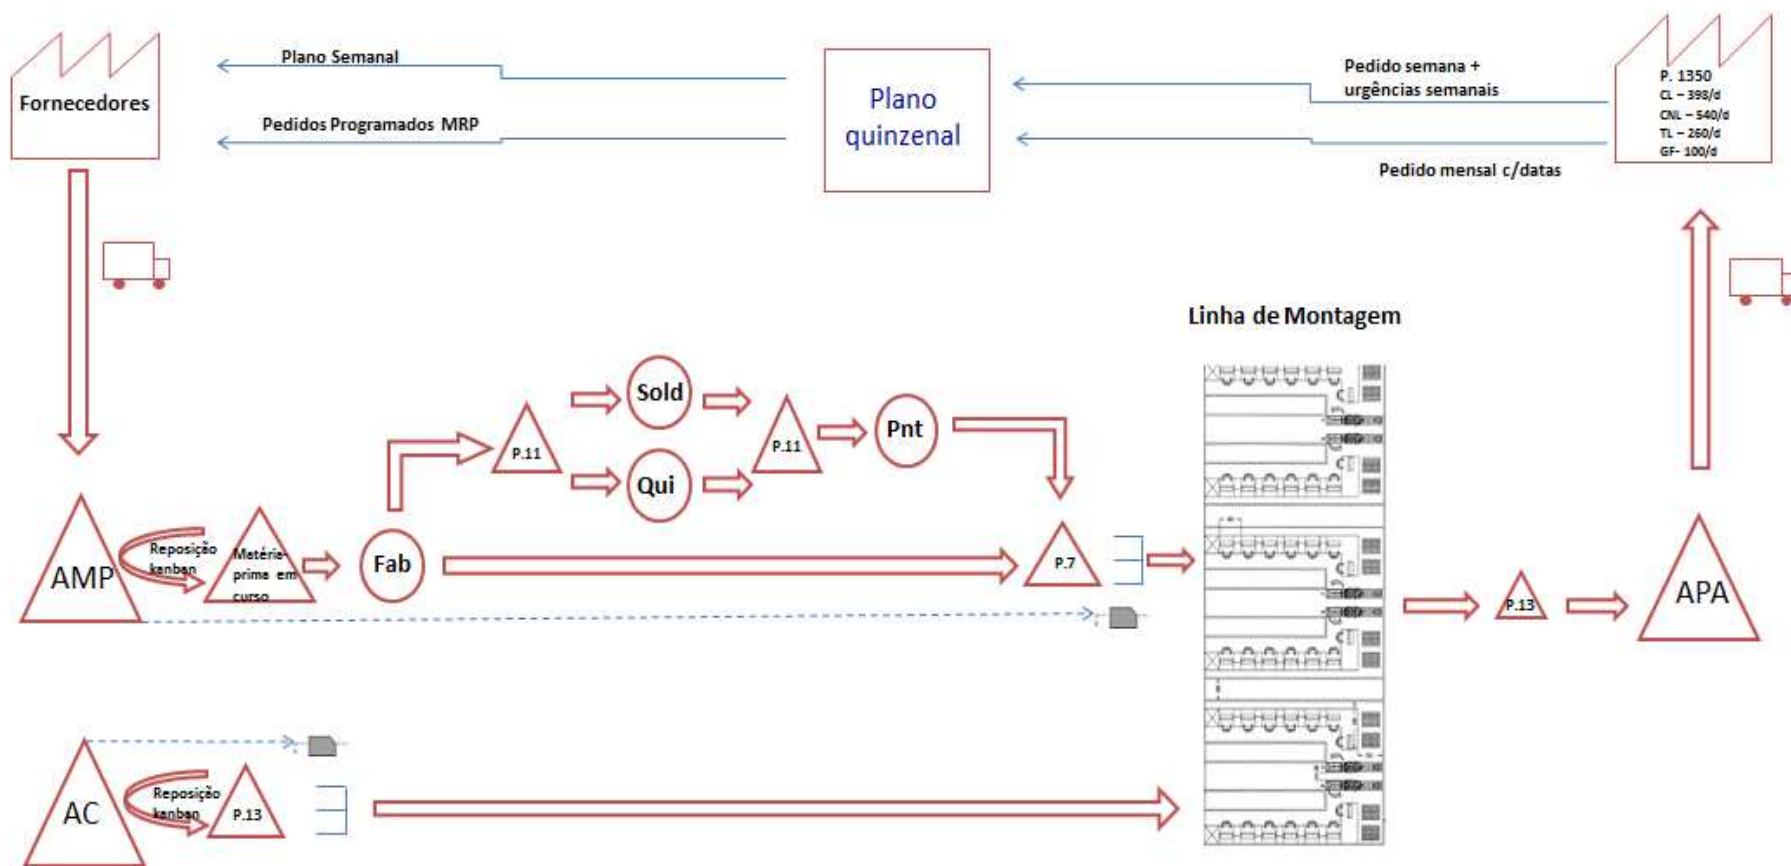 Fornecedores
Plano Semanal
Pedidos Programados MRP
Plano
quinzenal
Pedido semana +
urgências semanais
Pedido mensal c/datas
P. 1350
CL – 398/d
CNL – 540/d
TL – 260/d
GF- 100/d
Linha de Montagem
Sold
P.11
Qui
P.11
Pnt
AMP
Reposição
kanban
Matéria-
prima em
curso
Fab
P.7
P.13
APA
AC
Reposição
kanban
P.13